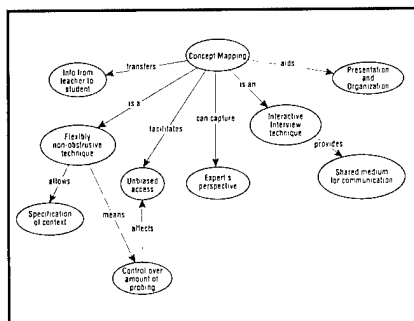 Concept Mapping
transfers
aids
Info from
teacher to
student
Presentation
and
Organization
is a
is an
facilitates
can capture
Flexibly
non-obstrusive
technique
Interactive
Interview
technique
provides
allows
Unbiased
access
Expert s
perspective
Shared medium
for communication
Specification
of context
means
affects
Control over
amount of
probing